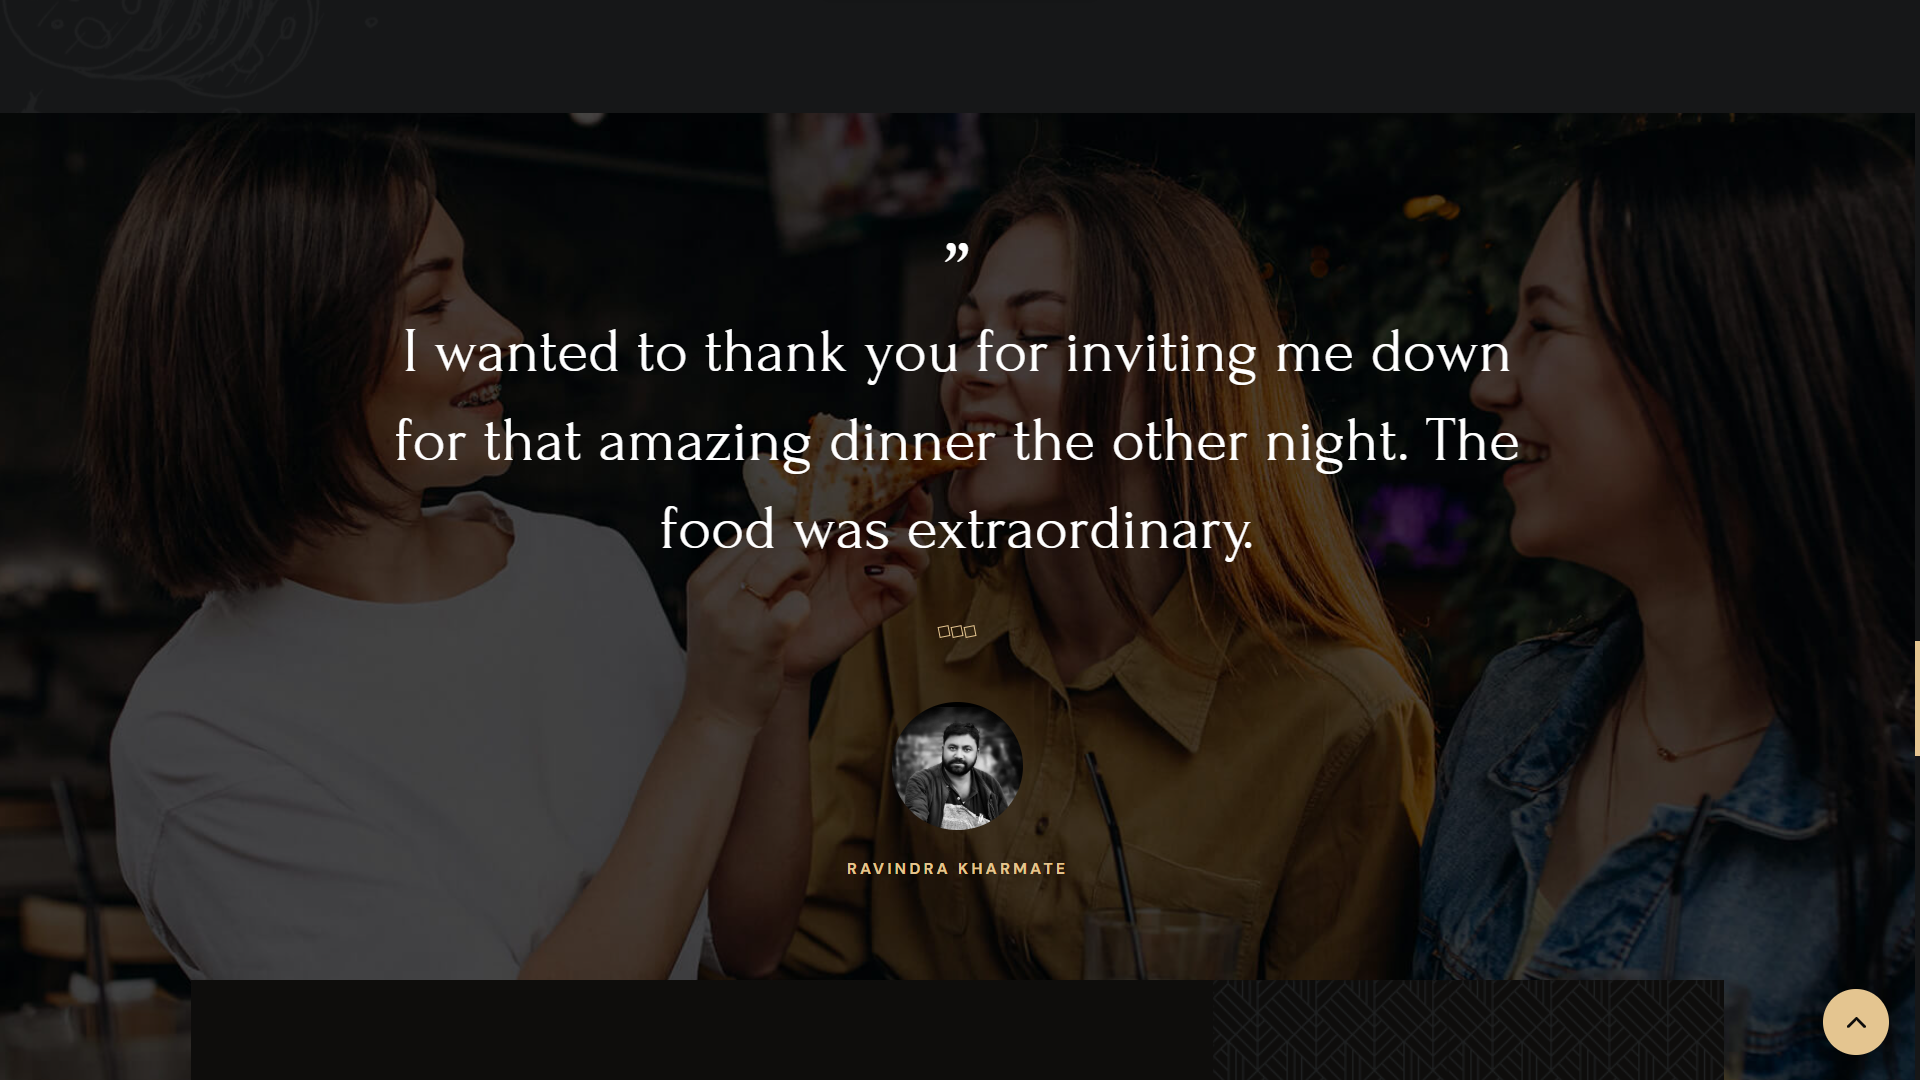 ”
I wanted to thank you for inviting me down
for that amazing dinner the other night. The
food was extraordinary.
RAVINDRA KHARMATE